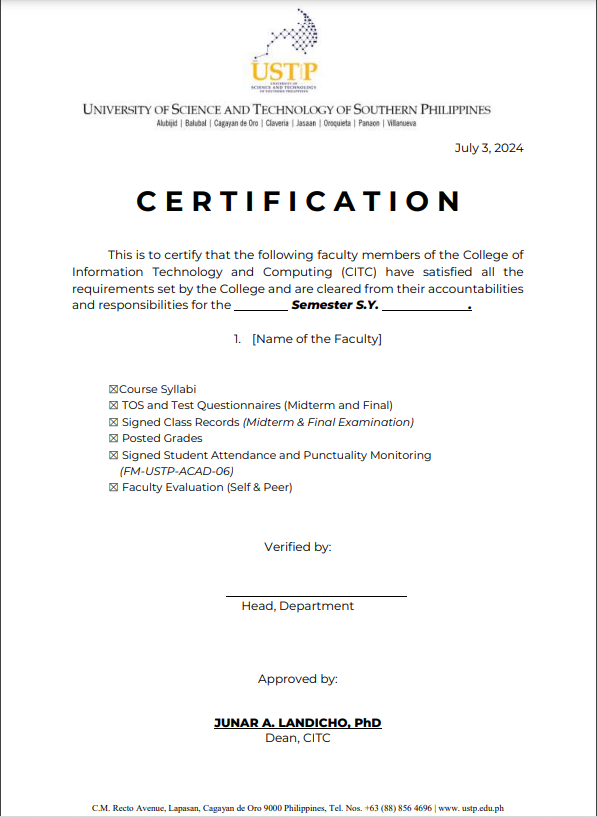 USTP
UNIVERSITY OF
SCIENCE AND TECHNOLOGY
OF SOUTHERN PHILIPPINES
UNIVERSITY OF SCIENCE AND TECHNOLOGY OF SOUTHERN PHILIPPINES
Alubijid | Balubal | Cagayan de Oro | Claveria | Jasaan | Oroquieta | Panaon | Villanueva
July 3, 2024
CERTIFICATION
This is to certify that the following faculty members of the College of
Information Technology and Computing (CITC) have satisfied all the
requirements set by the College and are cleared from their accountabilities
and responsibilities for the ________ Semester S.Y. _____________.
1. [Name of the Faculty]
☒Course Syllabi
☒ TOS and Test Questionnaires (Midterm and Final)
☒ Signed Class Records (Midterm & Final Examination)
☒ Posted Grades
☒ Signed Student Attendance and Punctuality Monitoring
(FM-USTP-ACAD-06)
☒ Faculty Evaluation (Self & Peer)
Verified by:
Head, Department
Approved by:
JUNAR A. LANDICHO, PhD
Dean, CITC
C.M. Recto Avenue, Lapasan, Cagayan de Oro 9000 Philippines, Tel. Nos. +63 (88) 856 4696 | www. ustp.edu.ph